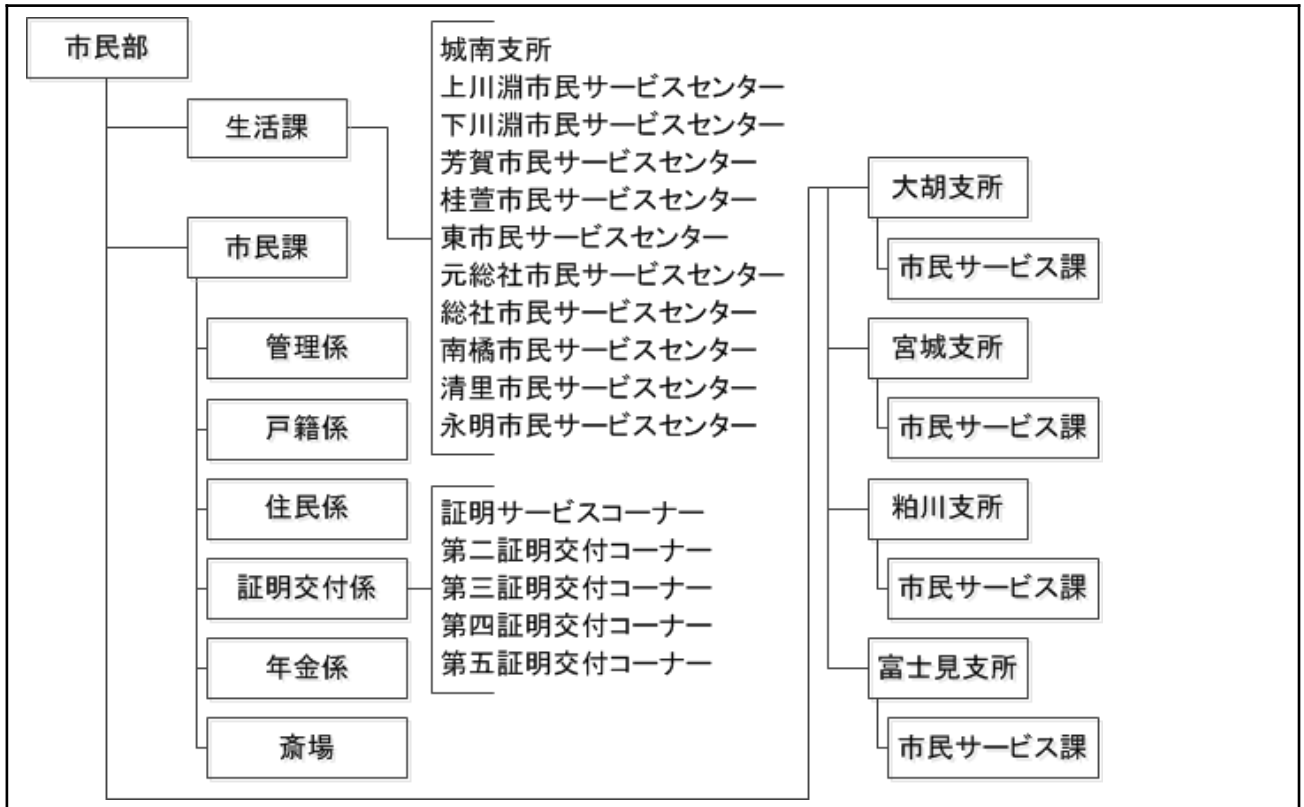 市民部
生活課
城南支所
上川淵市民サービスセンター
下川淵市民サービスセンター
芳賀市民サービスセンター
桂萱市民サービスセンター
東市民サービスセンター
元総社市民サービスセンター
総社市民サービスセンター
南橘市民サービスセンター
清里市民サービスセンター
永明市民サービスセンター
市民課
管理係
戸籍係
住民係
証明交付係
証明サービスコーナー
第二証明交付コーナー
第三証明交付コーナー
第四証明交付コーナー
第五証明交付コーナー
年金係
斎場
大胡支所
市民サービス課
宮城支所
市民サービス課
粕川支所
市民サービス課
富士見支所
市民サービス課